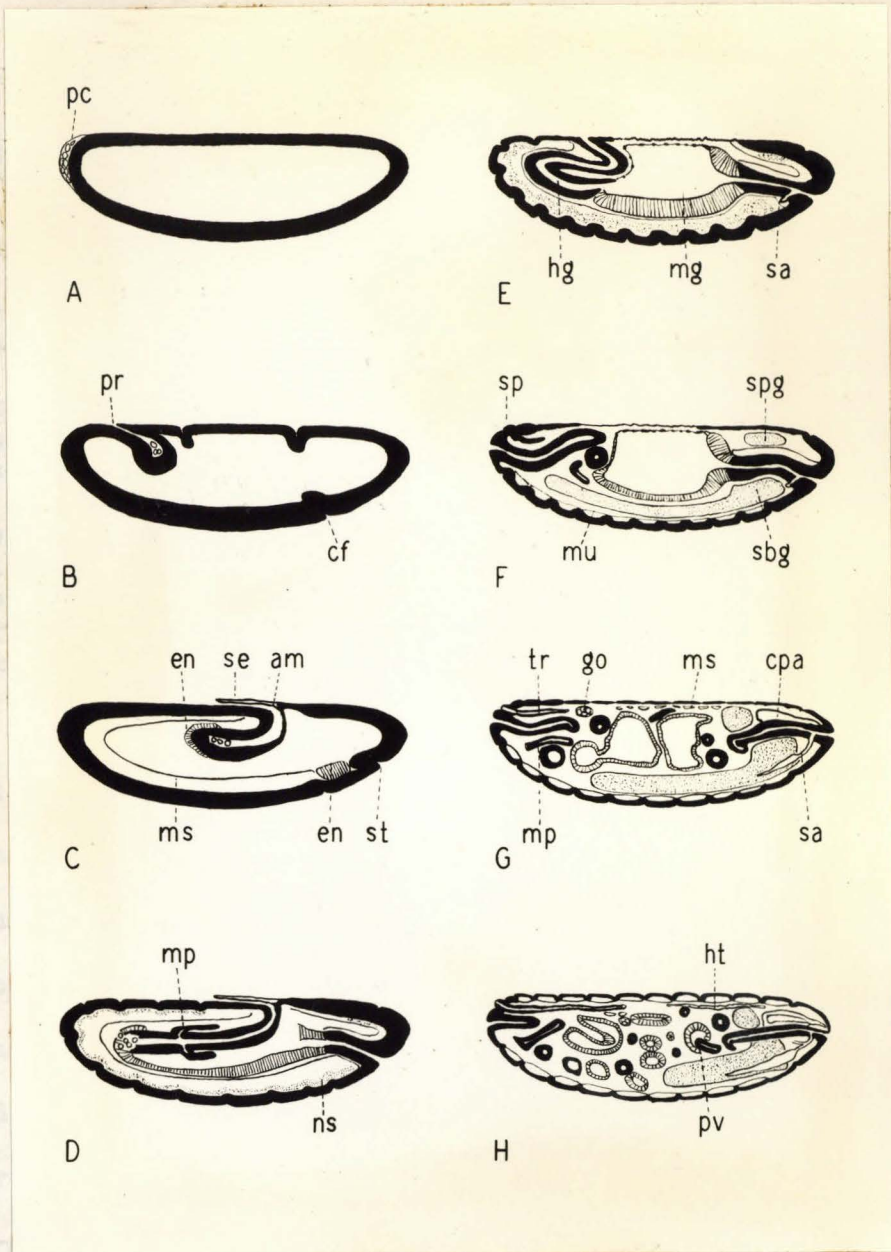 pc
A
pr
cf
B
en se am
ms en st
C
mp
ns
D
hg mg sa
E
sp spg
mu sbg
F
tr go ms cpa
mp sa
G
ht
pv
H